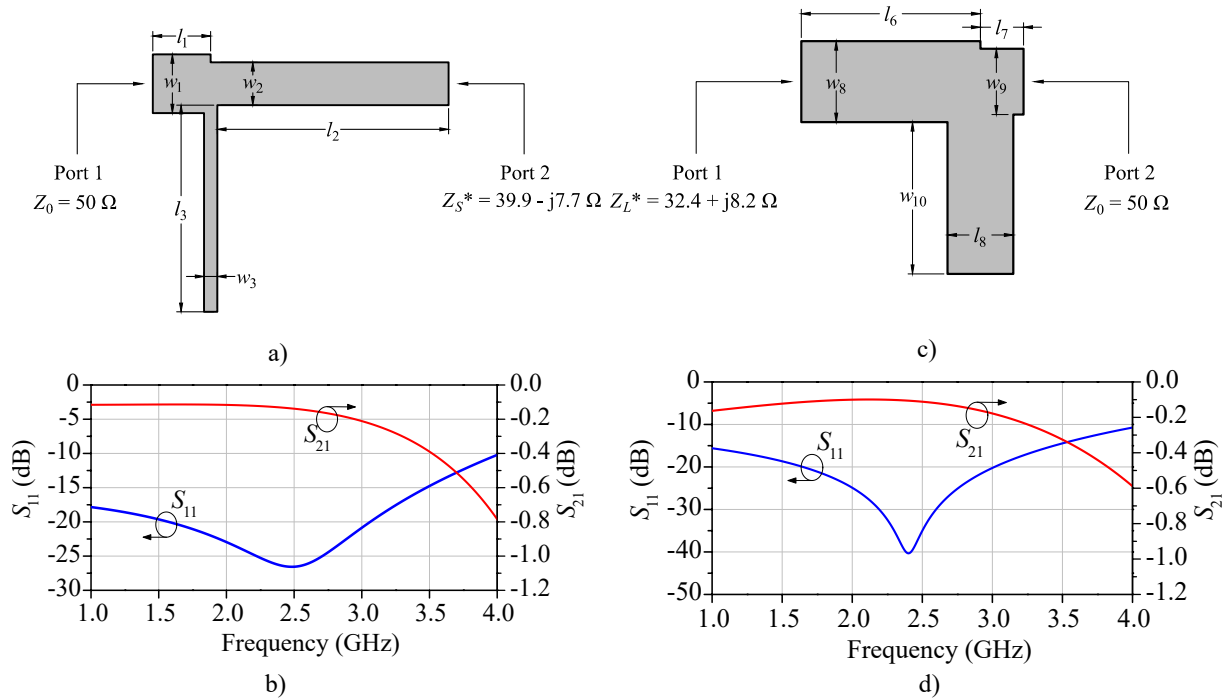 l1
w1
w2
l2
l3
w3
Port 1
Z0 = 50 Ω
Port 2
ZS* = 39.9 - j7.7 Ω
a)
l6
l7
w8
w9
w10
l8
Port 1
ZL* = 32.4 + j8.2 Ω
Port 2
Z0 = 50 Ω
c)
0
-5
-10
-15
-20
-25
-30
S11 (dB)
0.0
-0.2
-0.4
-0.6
-0.8
-1.0
-1.2
S21 (dB)
S21
S11
1.0 1.5 2.0 2.5 3.0 3.5 4.0
Frequency (GHz)
b)
0
-10
-20
-30
-40
-50
S11 (dB)
0.0
-0.2
-0.4
-0.6
-0.8
-1.0
-1.2
S21 (dB)
S11
S21
1.0 1.5 2.0 2.5 3.0 3.5 4.0
Frequency (GHz)
d)